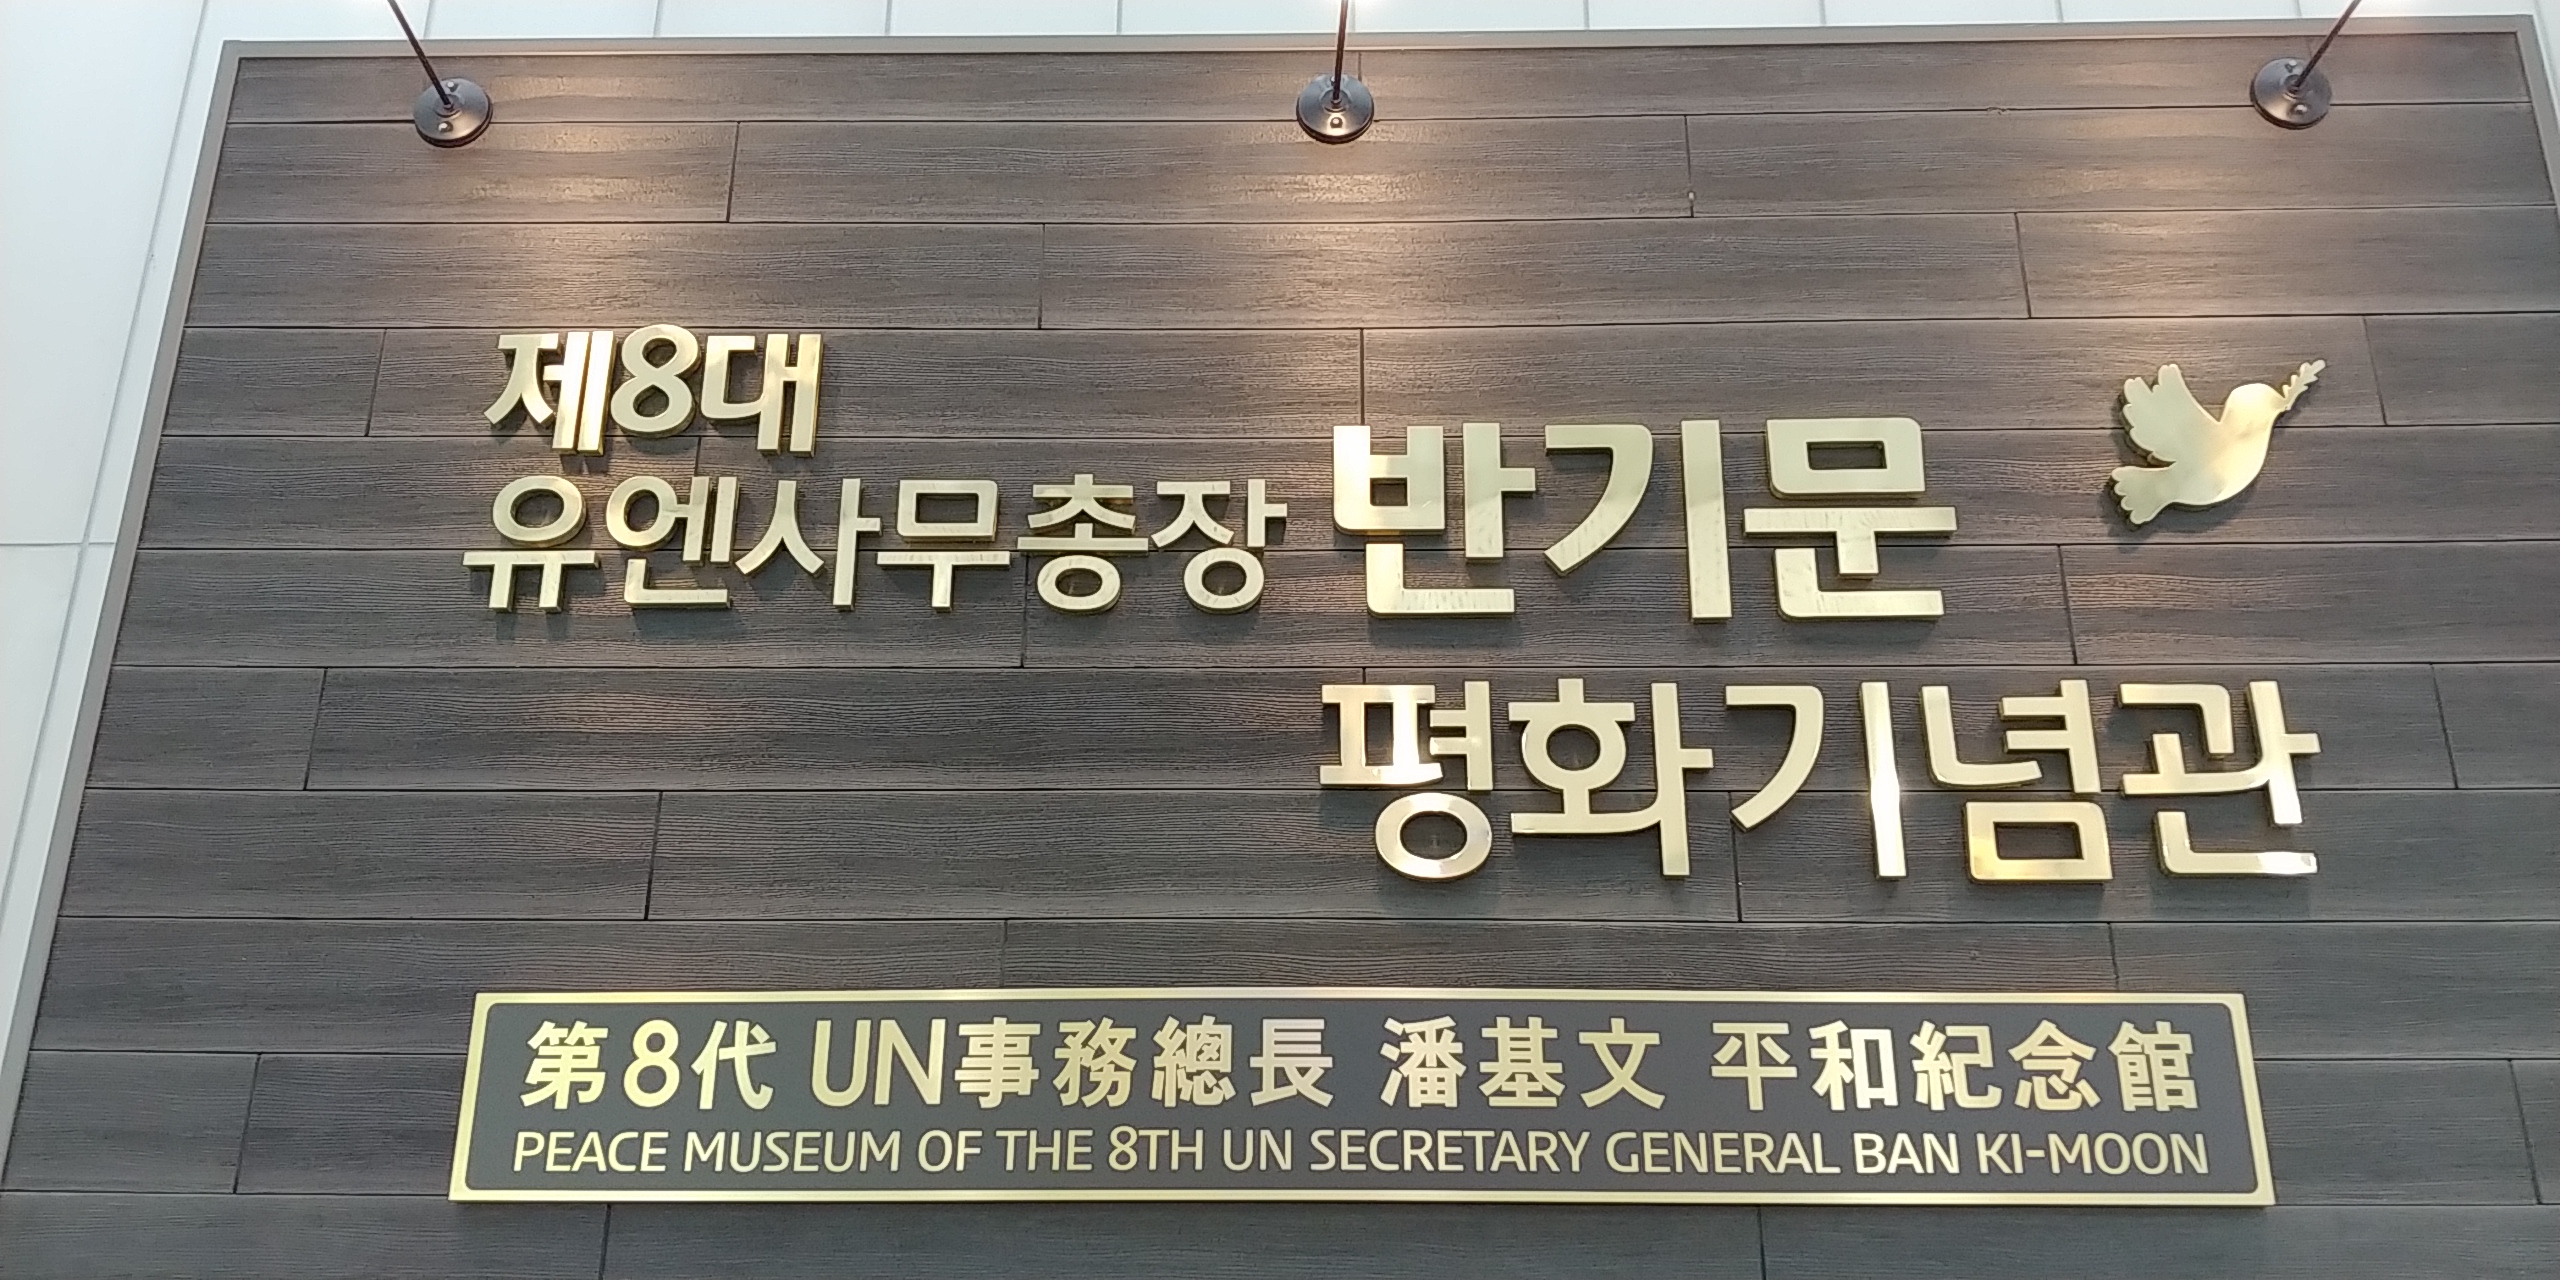 제8대
유엔사무총장 반기문
평화기념관
第8代 UN事務總長 潘基文 平和紀念館
PEACE MUSEUM OF THE 8TH UN SECRETARY GENERAL BAN KI-MOON